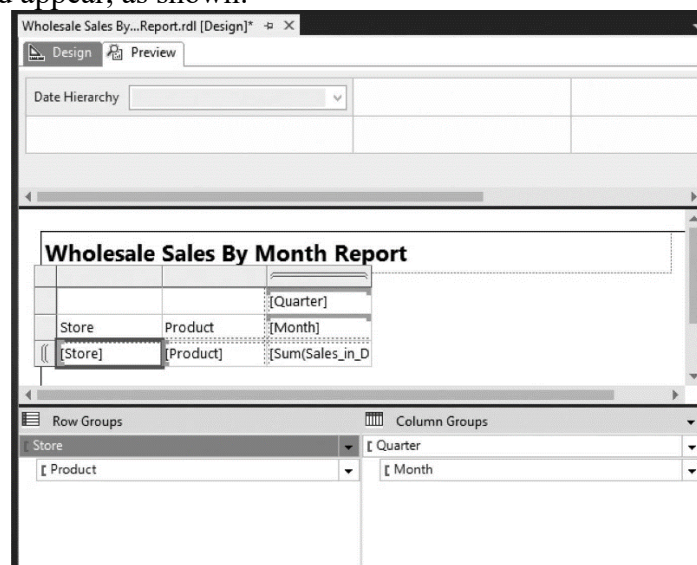 d appear, as shown.
Wholesale Sales By...Report.rdl [Design]*
Design Preview
Date Hierarchy
Wholesale Sales By Month Report
[Quarter]
Store Product [Month]
[Store] [Product] [Sum(Sales_in_D
Row Groups Column Groups
[ Store [ Quarter
[ Product [ Month